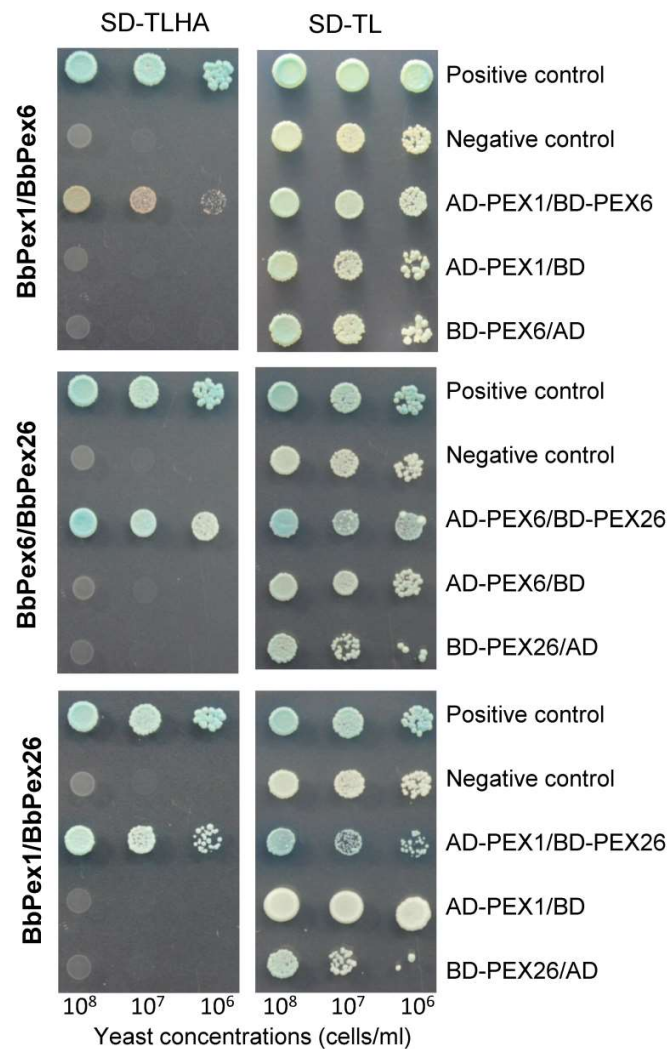 SD-TLHA SD-TL
BbPex1/BbPex6
Positive control
Negative control
AD-PEX1/BD-PEX6
AD-PEX1/BD
BD-PEX6/AD
BbPex6/BbPex26
Positive control
Negative control
AD-PEX6/BD-PEX26
AD-PEX6/BD
BD-PEX26/AD
BbPex1/BbPex26
Positive control
Negative control
AD-PEX1/BD-PEX26
AD-PEX1/BD
BD-PEX26/AD
10⁸ 10⁷ 10⁶ 10⁸ 10⁷ 10⁶
Yeast concentrations (cells/ml)